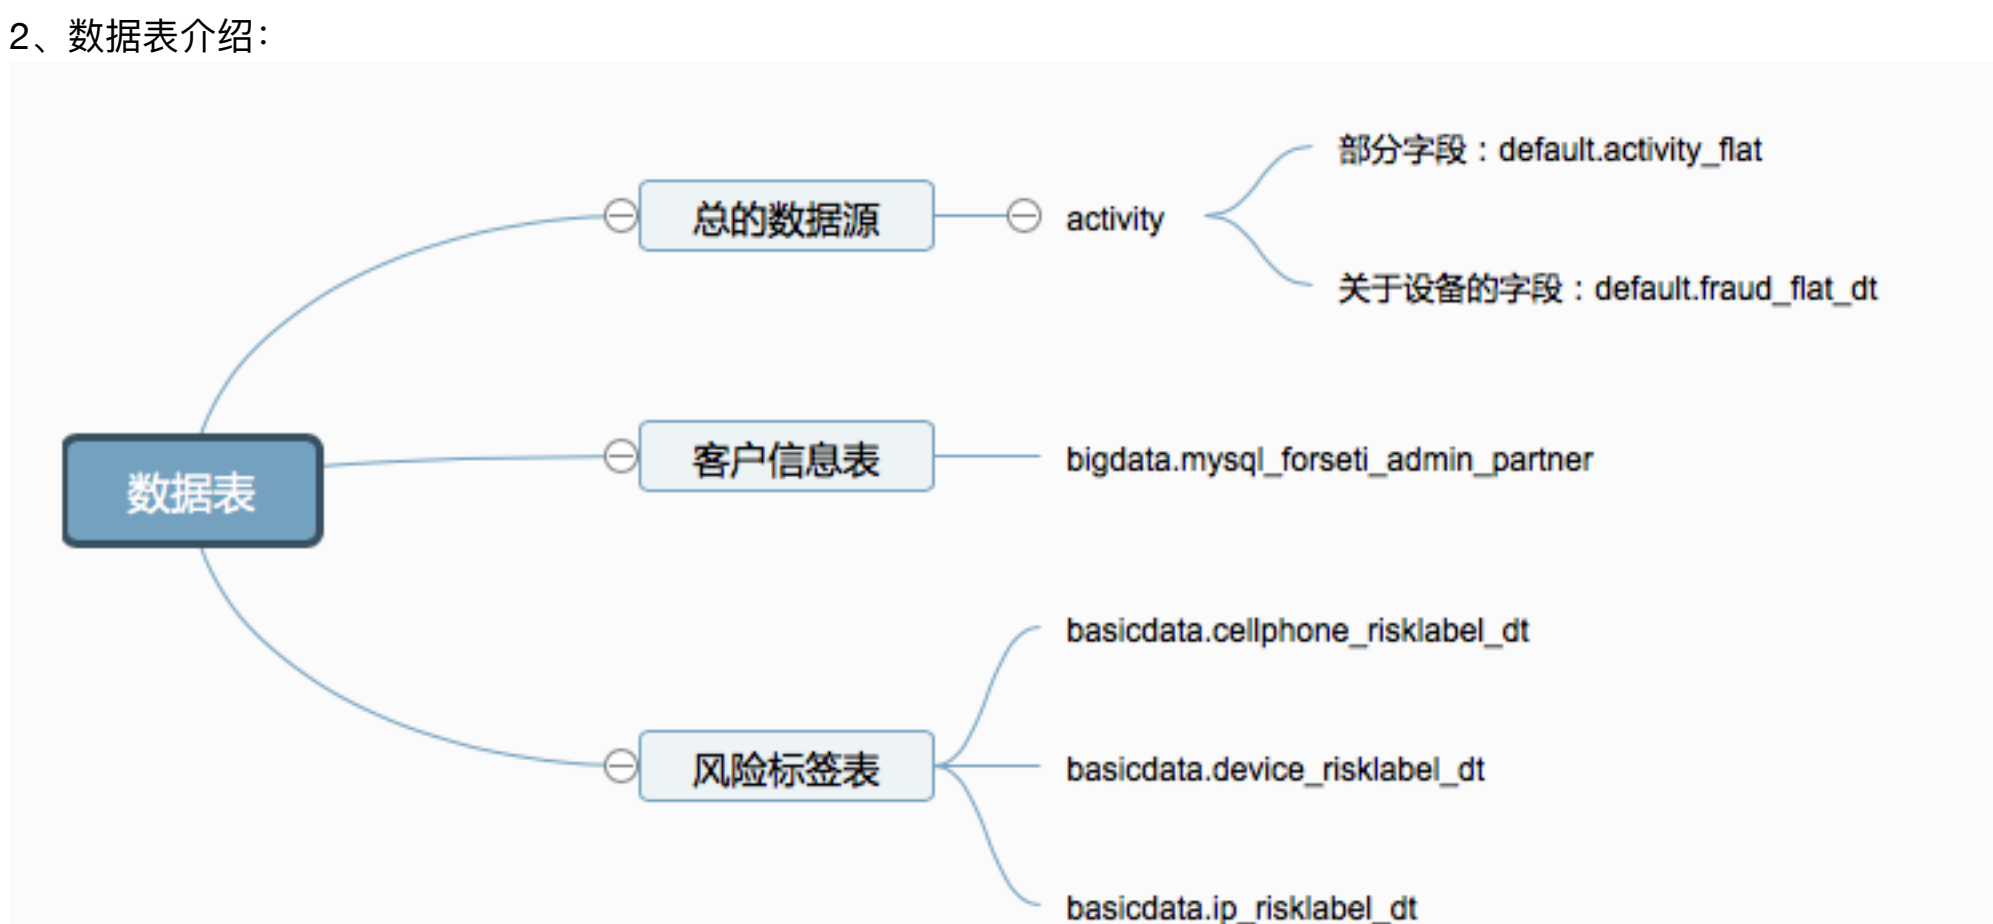 2、数据表介绍：
数据表
总的数据源
activity
部分字段：default.activity_flat
关于设备的字段：default.fraud_flat_dt
客户信息表
bigdata.mysql_forseti_admin_partner
风险标签表
basicdata.cellphone_risklabel_dt
basicdata.device_risklabel_dt
basicdata.ip_risklabel_dt